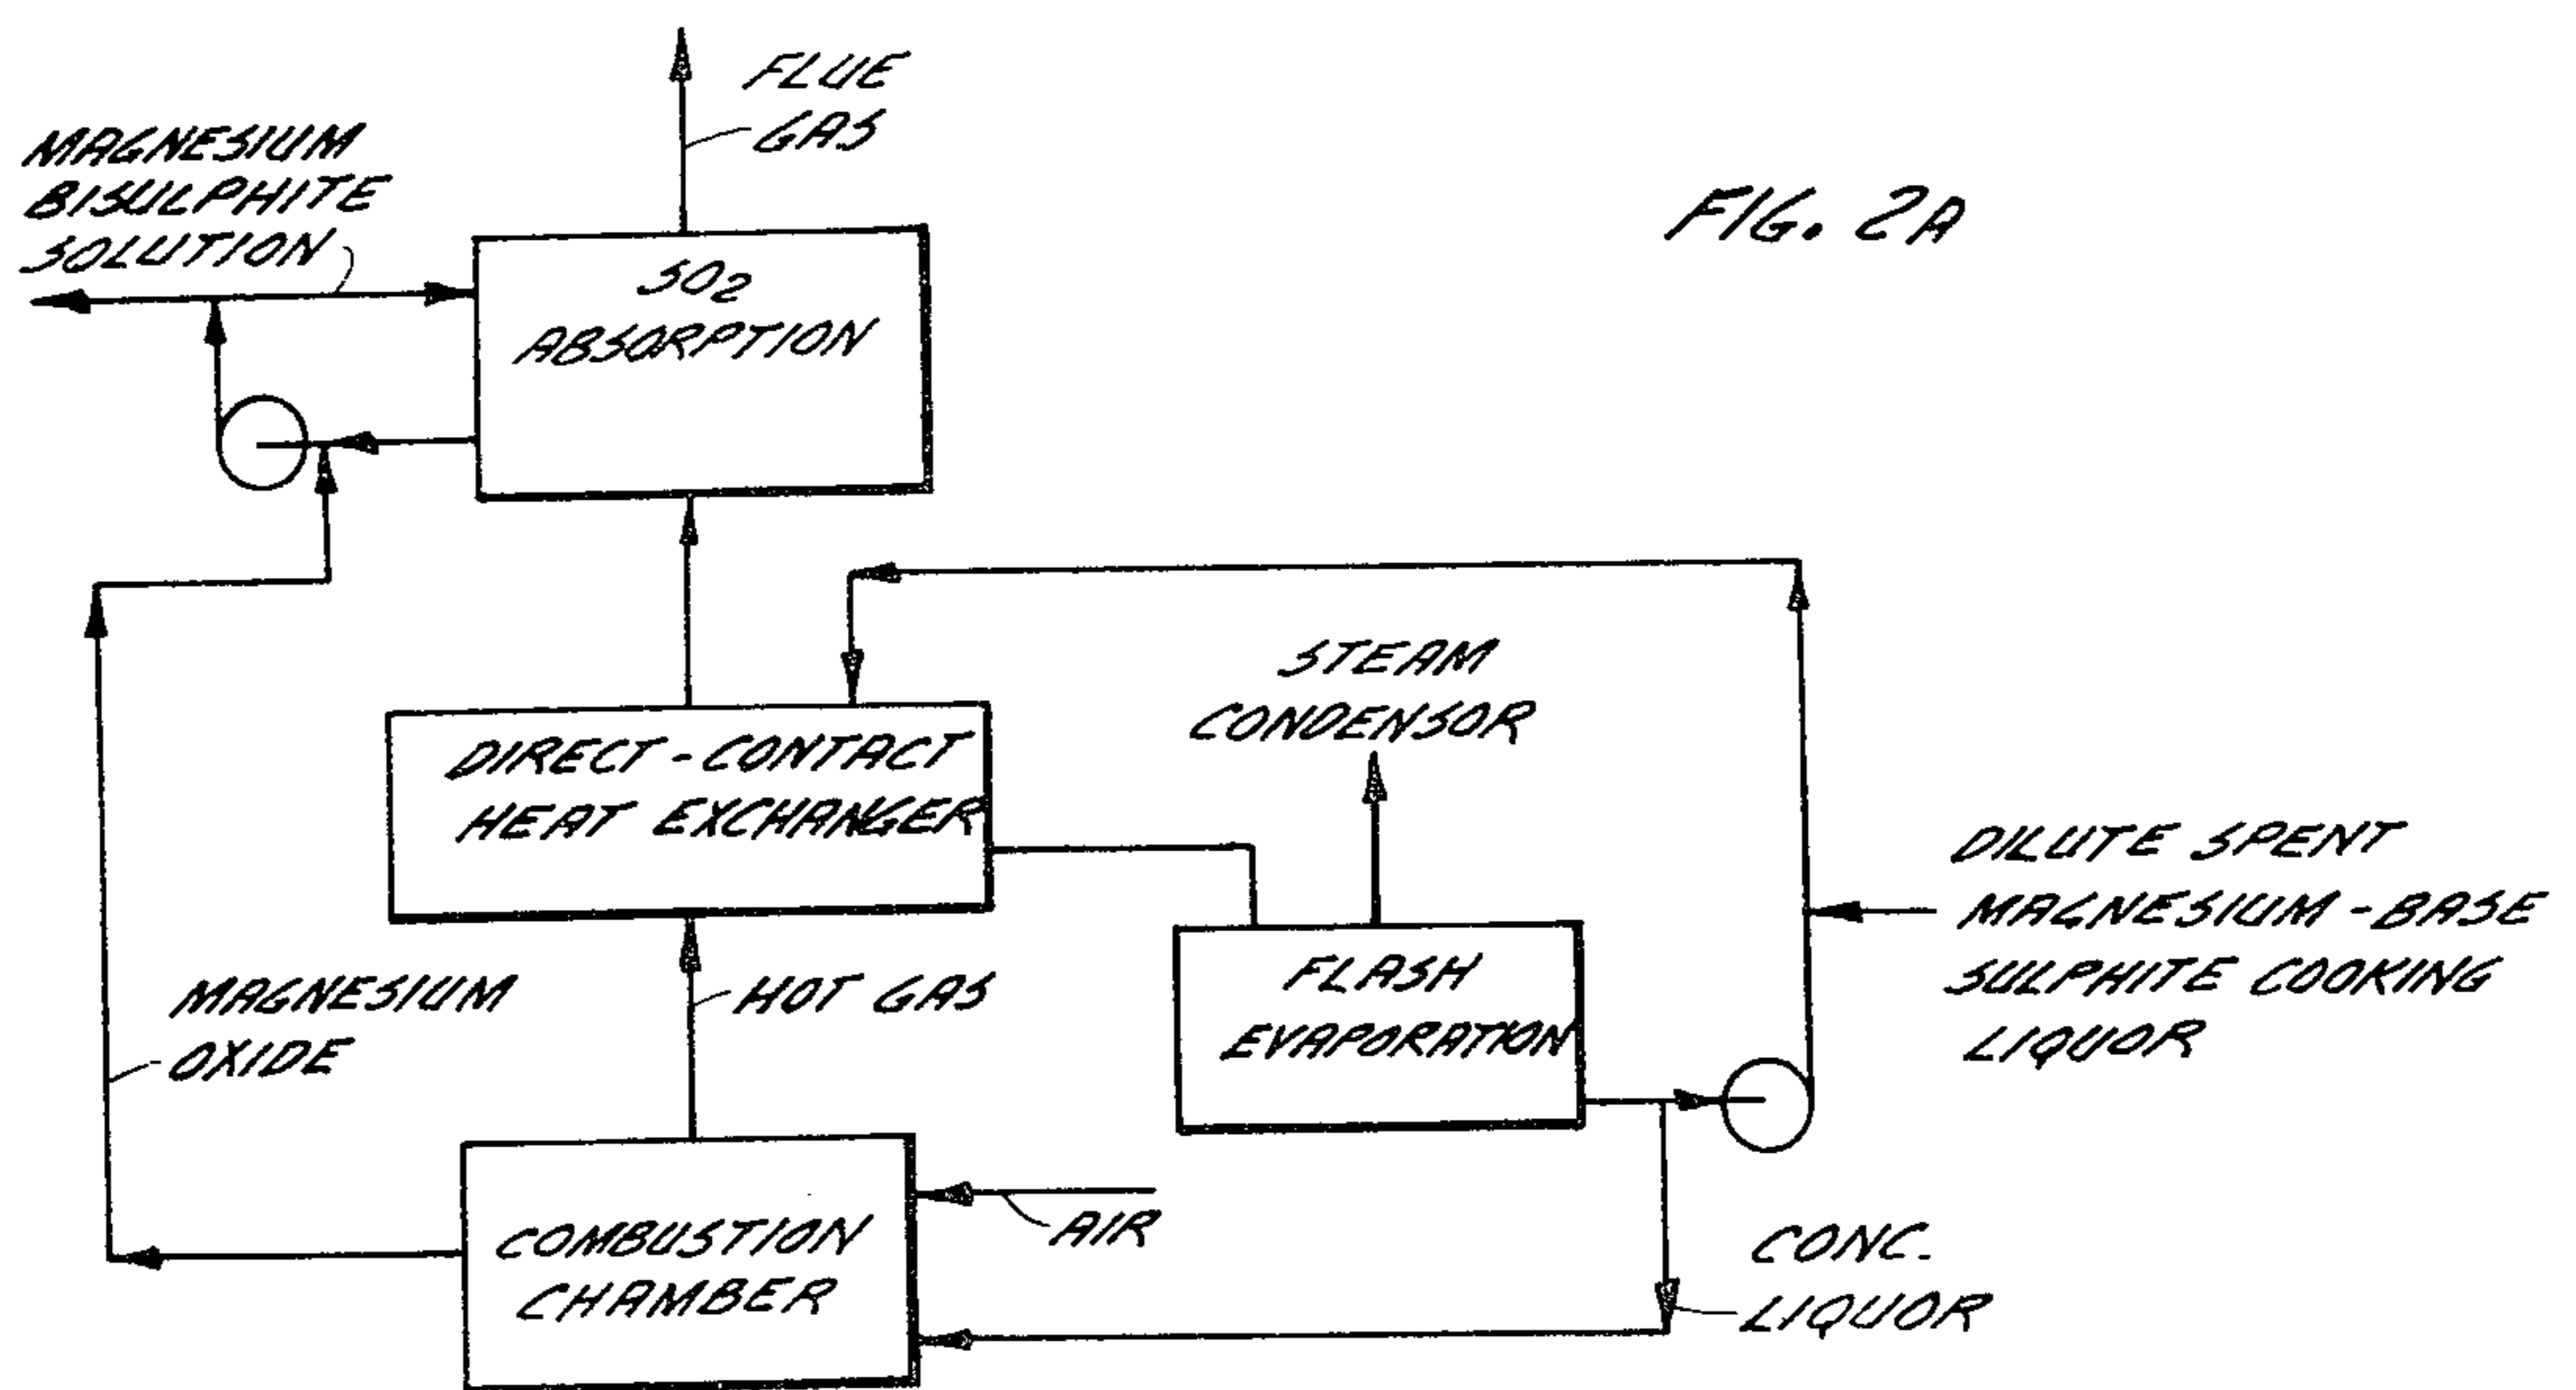 FLUE
GAS
MAGNESIUM
BISULPHITE
SOLUTION
FIG. 2A
SO2
ABSORPTION
STEAM
CONDENSOR
DIRECT-CONTACT
HEAT EXCHANGER
DILUTE SPENT
MAGNESIUM-BASE
SULPHITE COOKING
LIQUOR
FLASH
EVAPORATION
MAGNESIUM
OXIDE
HOT GAS
AIR
COMBUSTION
CHAMBER
CONC.
LIQUOR